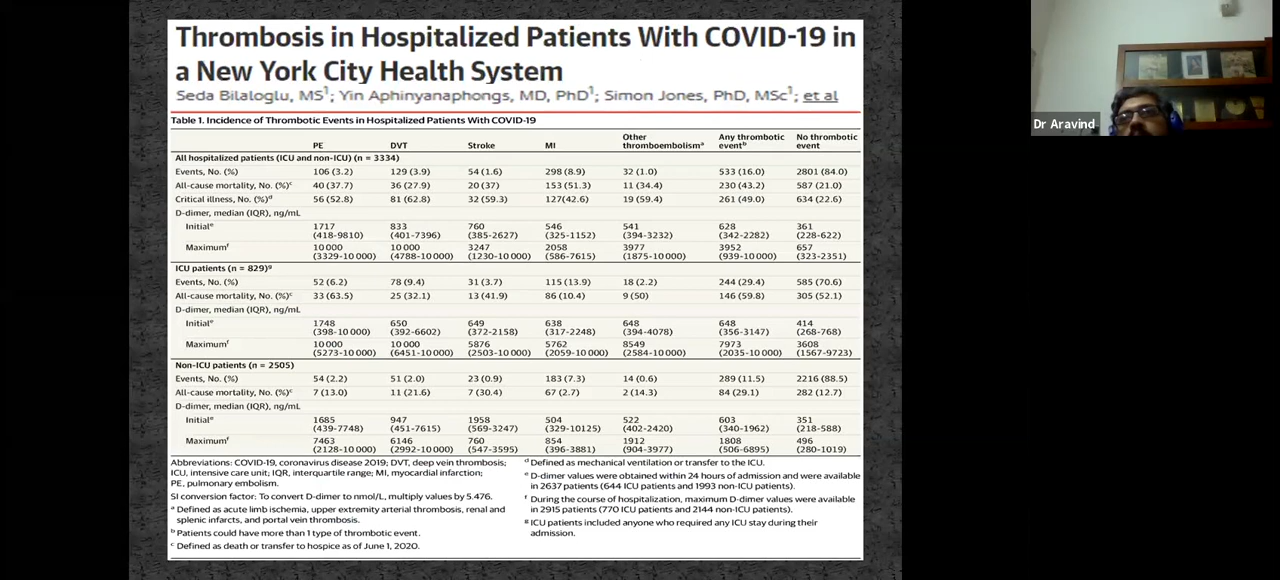 Thrombosis in Hospitalized Patients With COVID-19 in
a New York City Health System
Seda Bilaloglu, MS¹; Yin Aphinyanaphongs, MD, PhD¹; Simon Jones, PhD, MSc¹; et al
Table 1. Incidence of Thrombotic Events in Hospitalized Patients With COVID-19
PE DVT Stroke MI Other thromboembolismᵃ Any thrombotic eventᵇ No thrombotic event
All hospitalized patients (ICU and non-ICU) (n = 3334)
Events, No. (%) 106 (3.2) 129 (3.9) 54 (1.6) 298 (8.9) 32 (1.0) 533 (16.0) 2801 (84.0)
All-cause mortality, No. (%)ᶜ 40 (37.7) 36 (27.9) 20 (37) 153 (51.3) 11 (34.4) 230 (43.2) 587 (21.0)
Critical illness, No. (%)ᵈ 56 (52.8) 81 (62.8) 32 (59.3) 127(42.6) 19 (59.4) 261 (49.0) 634 (22.6)
D-dimer, median (IQR), ng/mL
Initialᵉ 1717 833 760 546 541 628 361
(418-9810) (401-7396) (385-2627) (325-1152) (394-3232) (342-2282) (228-622)
Maximumᶠ 10 000 10 000 3247 2058 3977 3952 657
(3329-10 000) (4788-10 000) (1230-10 000) (586-7615) (1875-10 000) (939-10 000) (323-2351)
ICU patients (n = 829)ᵍ
Events, No. (%) 52 (6.2) 78 (9.4) 31 (3.7) 115 (13.9) 18 (2.2) 244 (29.4) 585 (70.6)
All-cause mortality, No. (%)ᶜ 33 (63.5) 25 (32.1) 13 (41.9) 86 (10.4) 9 (50) 146 (59.8) 305 (52.1)
D-dimer, median (IQR), ng/mL
Initialᵉ 1748 650 649 638 648 648 414
(398-10 000) (392-6602) (372-2158) (317-2248) (394-4078) (356-3147) (268-768)
Maximumᶠ 10 000 10 000 5876 5762 8549 7973 3608
(5273-10 000) (6451-10 000) (2503-10 000) (2059-10 000) (2584-10 000) (2035-10 000) (1567-9723)
Non-ICU patients (n = 2505)
Events, No. (%) 54 (2.2) 51 (2.0) 23 (0.9) 183 (7.3) 14 (0.6) 289 (11.5) 2216 (88.5)
All-cause mortality, No. (%)ᶜ 7 (13.0) 11 (21.6) 7 (30.4) 67 (2.7) 2 (14.3) 84 (29.1) 282 (12.7)
D-dimer, median (IQR), ng/mL
Initialᵉ 1685 947 1958 504 522 603 351
(439-7748) (451-7615) (569-3247) (329-10125) (402-2420) (340-1962) (218-588)
Maximumᶠ 7463 6146 760 854 1912 1808 496
(2128-10 000) (2992-10 000) (547-3595) (396-3881) (904-3977) (506-6895) (280-1019)
Abbreviations: COVID-19, coronavirus disease 2019; DVT, deep vein thrombosis;
ICU, intensive care unit; IQR, interquartile range; MI, myocardial infarction;
PE, pulmonary embolism.
SI conversion factor: To convert D-dimer to nmol/L, multiply values by 5.476.
ᵃ Defined as acute limb ischemia, upper extremity arterial thrombosis, renal and
splenic infarcts, and portal vein thrombosis.
ᵇ Patients could have more than 1 type of thrombotic event.
ᶜ Defined as death or transfer to hospice as of June 1, 2020.
ᵈ Defined as mechanical ventilation or transfer to the ICU.
ᵉ D-dimer values were obtained within 24 hours of admission and were available
in 2637 patients (644 ICU patients and 1993 non-ICU patients).
ᶠ During the course of hospitalization, maximum D-dimer values were available
in 2915 patients (770 ICU patients and 2144 non-ICU patients).
ᵍ ICU patients included anyone who required any ICU stay during their
admission.
Dr Aravind